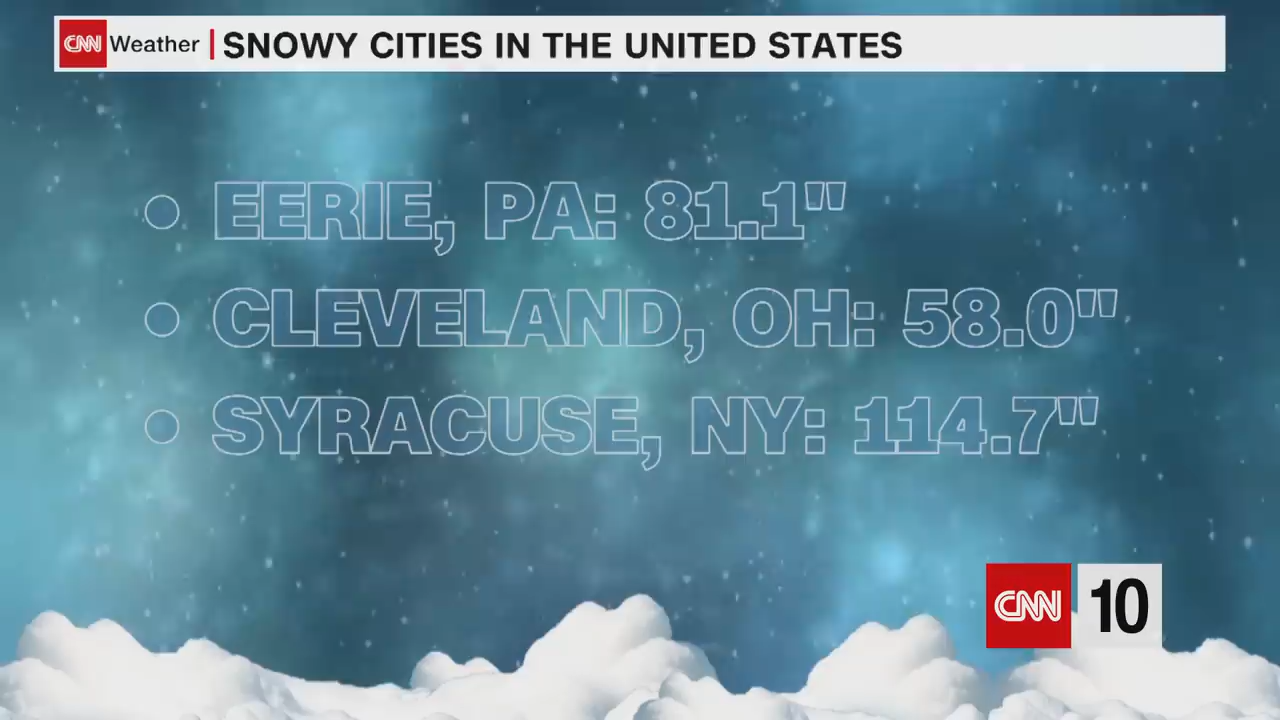 CNN Weather | SNOWY CITIES IN THE UNITED STATES
• EERIE, PA: 81.1"
• CLEVELAND, OH: 58.0"
• SYRACUSE, NY: 114.7"
CNN 10